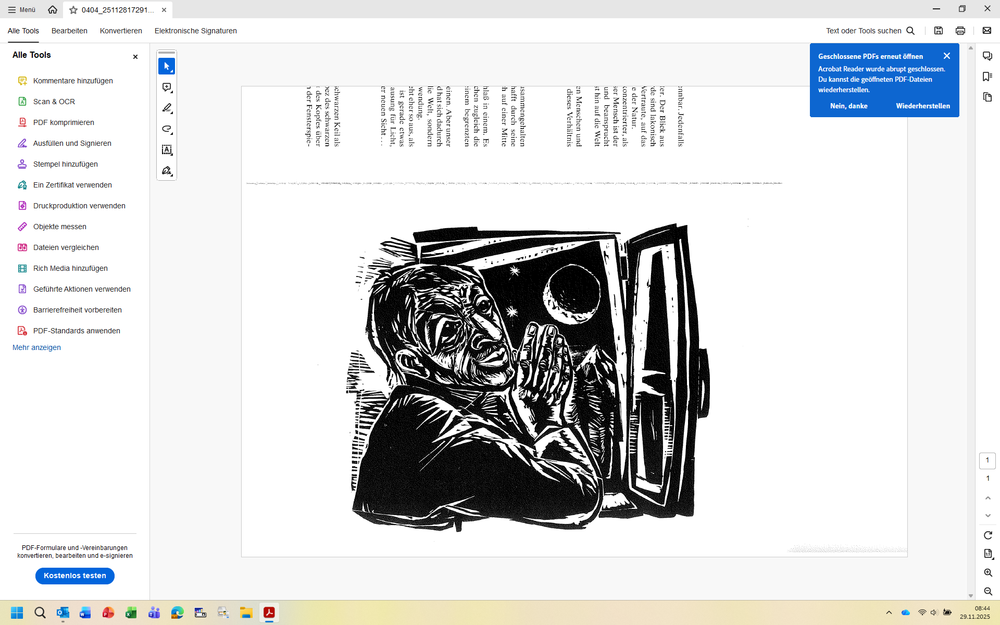 Menü
0404_25112817291...
Alle Tools
Bearbeiten
Konvertieren
Elektronische Signaturen
Text oder Tools suchen
Alle Tools
Kommentare hinzufügen
Scan & OCR
PDF komprimieren
Ausfüllen und Signieren
Stempel hinzufügen
Ein Zertifikat verwenden
Druckproduktion verwenden
Objekte messen
Dateien vergleichen
Rich Media hinzufügen
Geführte Aktionen verwenden
Barrierefreiheit vorbereiten
PDF-Standards anwenden
Mehr anzeigen
PDF-Formulare und -Vereinbarungen
konvertieren, bearbeiten und e-signieren
Kostenlos testen
Geschlossene PDFs erneut öffnen
Acrobat Reader wurde abrupt geschlossen.
Du kannst die geöffneten PDF-Dateien
wiederherstellen.
Nein, danke
Wiederherstellen
ennbar. Jedenfalls
ter. Der Blick aus
rde sind lakonisch
Vertraute, auf das
e der Natur.
konzentrierter, als
ser Mensch ist der
und beansprucht
st hin auf die Welt
en Menschen und
dieses Verhältnis
usammengehalten
hafft durch seine
h auf einer Mitte
hlaß in einem. Es
chen zugleich die
einem begrenzten
einen. Aber unser
d hat sich dadurch
lie Welt, sondern
wendung.
eht eher so aus, als
ist gerade etwas
ausung für Licht,
er neuen Sicht ...
schwarzen Keil als
pez des schwarzen
des Kopfes über
n der Fensterspie-
1
1
08:44
29.11.2025